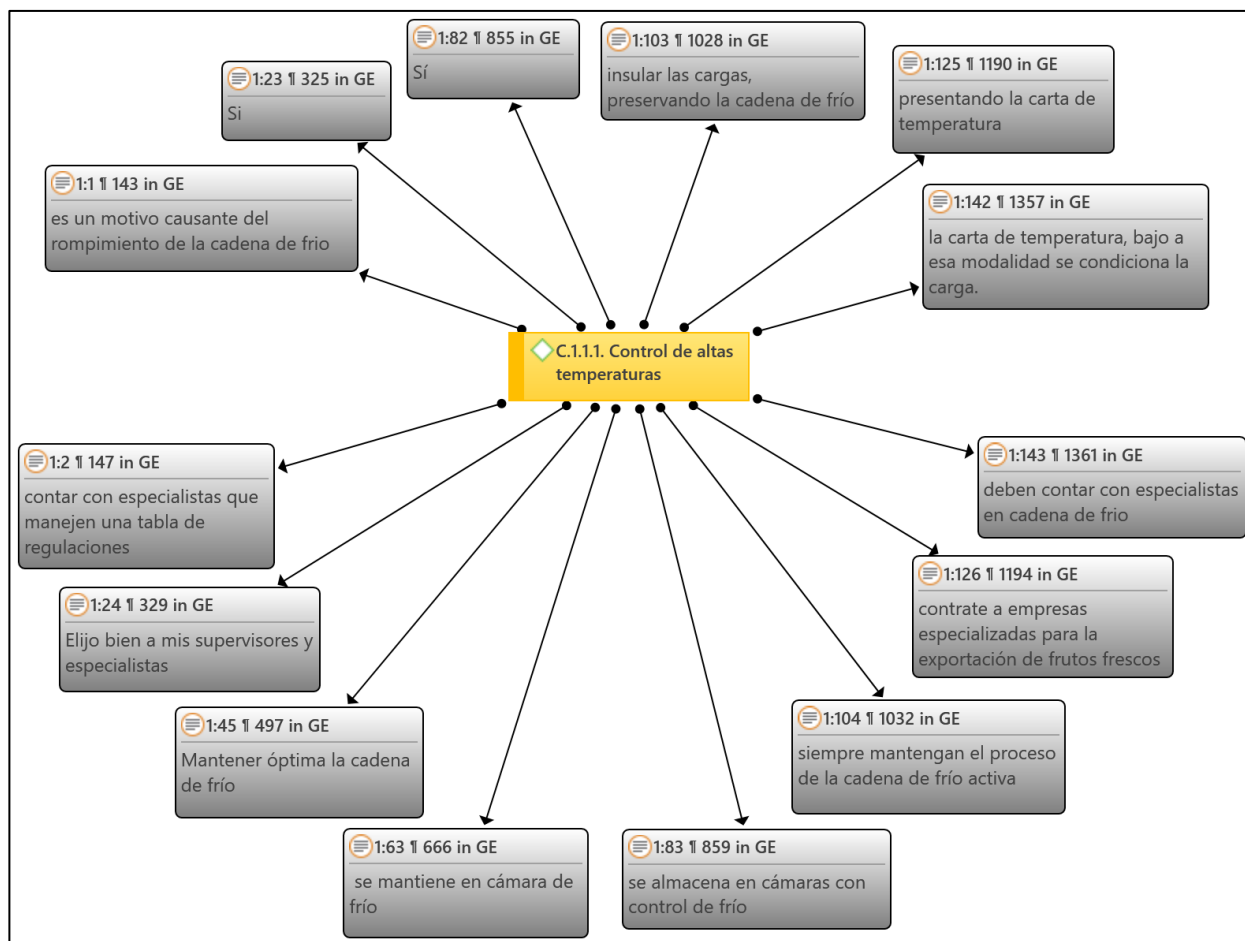 1:82 ¶ 855 in GE
Sí
1:103 ¶ 1028 in GE
insular las cargas,
preservando la cadena de frío
1:23 ¶ 325 in GE
Si
1:125 ¶ 1190 in GE
presentando la carta de
temperatura
1:1 ¶ 143 in GE
es un motivo causante del
rompimiento de la cadena de frio
1:142 ¶ 1357 in GE
la carta de temperatura, bajo a
esa modalidad se condiciona la
carga.
C.1.1.1. Control de altas
temperaturas
1:2 ¶ 147 in GE
contar con especialistas que
manejen una tabla de
regulaciones
1:143 ¶ 1361 in GE
deben contar con especialistas
en cadena de frio
1:24 ¶ 329 in GE
Elijo bien a mis supervisores y
especialistas
1:126 ¶ 1194 in GE
contrate a empresas
especializadas para la
exportación de frutos frescos
1:45 ¶ 497 in GE
Mantener óptima la cadena
de frío
1:104 ¶ 1032 in GE
siempre mantengan el proceso
de la cadena de frío activa
1:63 ¶ 666 in GE
se mantiene en cámara de
frío
1:83 ¶ 859 in GE
se almacena en cámaras con
control de frío